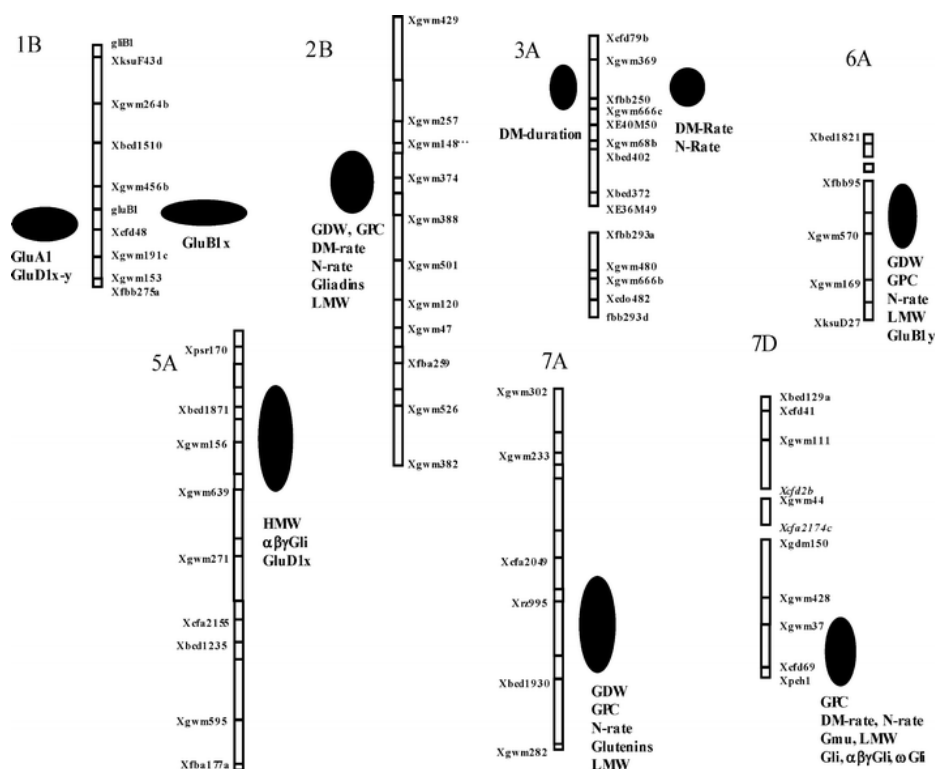 1B
gliB1
XksuF43d
Xgwm264b
Xbcd1510
Xgwm456b
gluB1
Xcfd48
Xgwm191c
Xgwm153
Xfbb275a
GluA1
GluD1x-y
GluB1x
2B
Xgwm429
Xgwm257
Xgwm148
Xgwm374
Xgwm388
Xgwm501
Xgwm120
Xgwm47
Xfba259
Xgwm526
Xgwm382
GDW, GPC
DM-rate
N-rate
Gliadins
LMW
3A
Xcfd79b
Xgwm369
Xfbb250
Xgwm666c
XE40M50
Xgwm68b
Xbcd402
Xbcd372
XE36M49
Xfbb293a
Xgwm480
Xgwm666b
Xcdo482
fbb293d
DM-duration
DM-Rate
N-Rate
6A
Xbcd1821
Xfbb95
Xgwm570
Xgwm169
XksuD27
GDW
GPC
N-rate
LMW
GluB1y
5A
Xpsr170
Xbcd1871
Xgwm156
Xgwm639
Xgwm271
Xcfa2155
Xbcd1235
Xgwm595
Xfba177a
HMW
αβγGli
GluD1x
7A
Xgwm302
Xgwm233
Xcfa2049
Xrz995
Xbcd1930
Xgwm282
GDW
GPC
N-rate
Glutenins
LMW
7D
Xbcd129a
Xcfd41
Xgwm111
Xcfd2b
Xgwm44
Xcfa2174c
Xgdm150
Xgwm428
Xgwm37
Xcfd69
Xpch1
GPC
DM-rate, N-rate
Gmu, LMW
Gli, αβγGli, ωGli